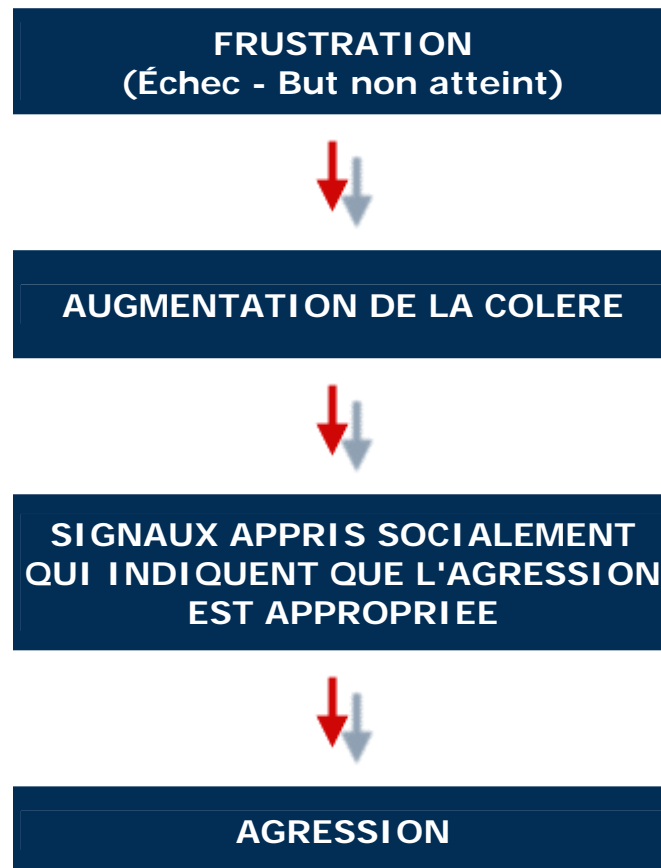 FRUSTRATION
(Échec - But non atteint)
AUGMENTATION DE LA COLERE
SIGNAUX APPRIS SOCIALEMENT
QUI INDIQUENT QUE L'AGRESSION
EST APPROPRIEE
AGRESSION